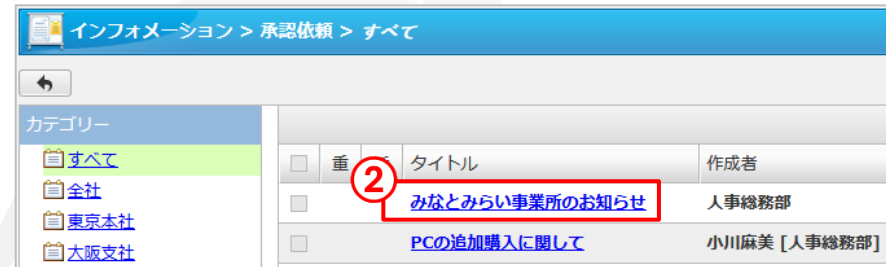 インフォメーション > 承認依頼 > すべて
カテゴリー
すべて
全社
東京本社
大阪支社
重 タイトル 作成者
②
みなとみらい事業所のお知らせ 人事総務部
PCの追加購入に関して 小川麻美 [人事総務部]